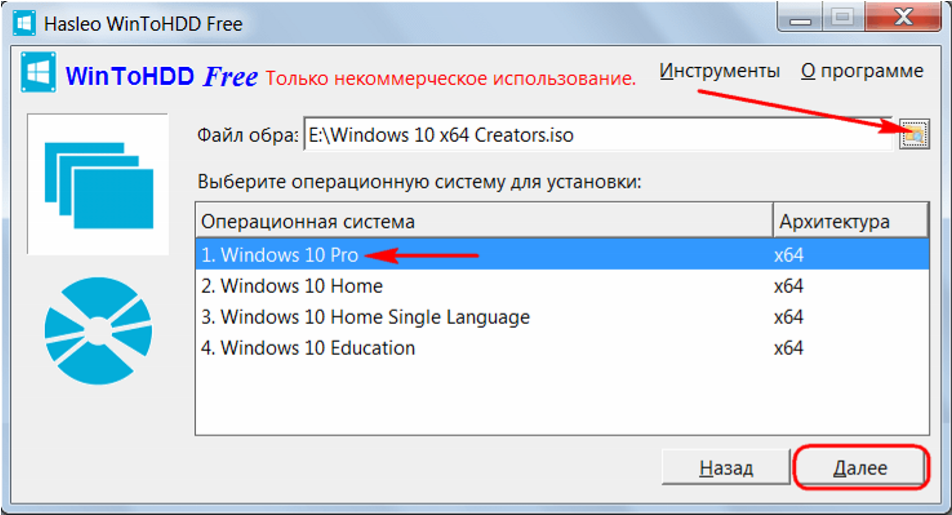 Hasleo WinToHDD Free
WinToHDD Free Только некоммерческое использование. Инструменты О программе
Файл обра: E:\Windows 10 x64 Creators.iso
Выберите операционную систему для установки:
Операционная система Архитектура
1. Windows 10 Pro x64
2. Windows 10 Home x64
3. Windows 10 Home Single Language x64
4. Windows 10 Education x64
Назад Далее